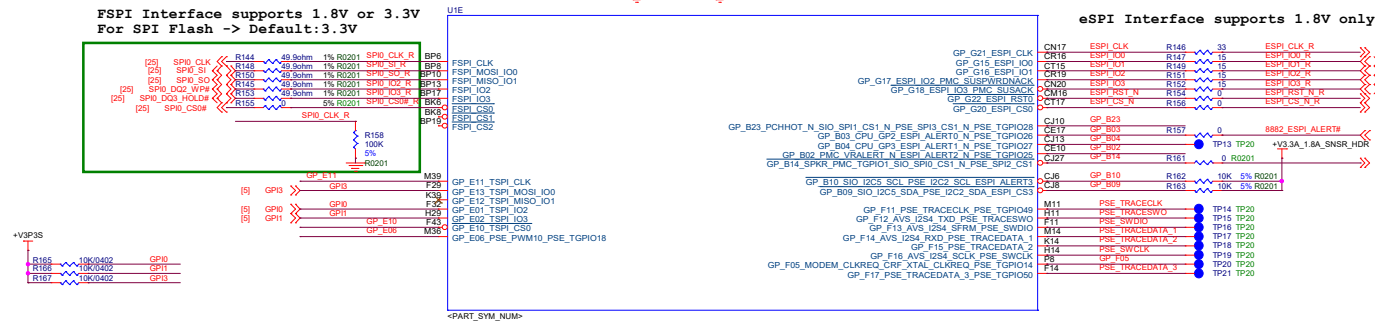 FSPI Interface supports 1.8V or 3.3V
For SPI Flash -> Default:3.3V
U1E
eSPI Interface supports 1.8V only
[25] SPI0_CLK R144 49.9ohm 1% R0201 SPI0_CLK_R BP6 FSPI_CLK
[25] SPI0_SI R148 49.9ohm 1% R0201 SPI0_SI_R BP8 FSPI_MOSI_IO0
[25] SPI0_SO R150 49.9ohm 1% R0201 SPI0_SO_R BP10 FSPI_MISO_IO1
[25] SPI0_DQ2_WP# R145 49.9ohm 1% R0201 SPI0_IO2_R BP13 FSPI_IO2
[25] SPI0_DQ3_HOLD# R153 49.9ohm 1% R0201 SPI0_IO3_R BP17 FSPI_IO3
[25] SPI0_CS0# R155 0 5% R0201 SPI0_CS0#_R BK6 FSPI_CS0
BK8 FSPI_CS1
SPI0_CLK_R BP19 FSPI_CS2
R158
100K
5%
R0201
GP_E11 M39 GP_E11_TSPI_CLK
[5] GPI3 GPI3 F29 GP_E13_TSPI_MOSI_IO0
K39 GP_E12_TSPI_MISO_IO1
[5] GPI0 GPI0 F32 GP_E01_TSPI_IO2
[5] GPI1 GPI1 H29 GP_E02_TSPI_IO3
GP_E10 F43 GP_E10_TSPI_CS0
GP_E06 M36 GP_E06_PSE_PWM10_PSE_TGPIO18
+V3P3S
R165 10K/0402 GPI0
R166 10K/0402 GPI1
R167 10K/0402 GPI3
GP_G21_ESPI_CLK CN17 ESPI_CLK R146 33 ESPI_CLK_R
GP_G15_ESPI_IO0 CR16 ESPI_IO0 R147 15 ESPI_IO0_R
GP_G16_ESPI_IO1 CT15 ESPI_IO1 R149 15 ESPI_IO1_R
GP_G17_ESPI_IO2_PMC_SUSPWRDNACK CR19 ESPI_IO2 R151 15 ESPI_IO2_R
GP_G18_ESPI_IO3_PMC_SUSACK CN20 ESPI_IO3 R152 15 ESPI_IO3_R
GP_G22_ESPI_RST0 CM16 ESPI_RST_N R154 0 ESPI_RST_N_R
GP_G20_ESPI_CS0 CT17 ESPI_CS_N R156 0 ESPI_CS_N_R
GP_B23_PCHHOT_N_SIO_SPI1_CS1_N_PSE_SPI3_CS1_N_PSE_TGPIO28 CJ10 GP_B23
GP_B03_CPU_GP2_ESPI_ALERT0_N_PSE_TGPIO26 CE17 GP_B03 R157 0 8882_ESPI_ALERT#
GP_B04_CPU_GP3_ESPI_ALERT1_N_PSE_TGPIO27 CJ13 GP_B04 TP13 TP20 +V3.3A_1.8A_SNSR_HDR
GP_B02_PMC_VRALERT_N_ESPI_ALERT2_N_PSE_TGPIO25 CE10 GP_B02
GP_B14_SPKR_PMC_TGPIO1_SIO_SPI0_CS1_N_PSE_SPI2_CS1 CJ27 GP_B14 R161 0 R0201
GP_B10_SIO_I2C5_SCL_PSE_I2C2_SCL_ESPI_ALERT3 CJ6 GP_B10 R162 10K 5% R0201
GP_B09_SIO_I2C5_SDA_PSE_I2C2_SDA_ESPI_CS3 CJ8 GP_B09 R163 10K 5% R0201
GP_F11_PSE_TRACECLK_PSE_TGPIO49 M11 PSE_TRACECLK TP14 TP20
GP_F12_AVS_I2S4_TXD_PSE_TRACESWO H11 PSE_TRACESWO TP15 TP20
GP_F13_AVS_I2S4_SFRM_PSE_SWDIO F11 PSE_SWDIO TP16 TP20
GP_F14_AVS_I2S4_RXD_PSE_TRACEDATA_1 M14 PSE_TRACEDATA_1 TP17 TP20
GP_F15_PSE_TRACEDATA_2 K14 PSE_TRACEDATA_2 TP18 TP20
GP_F16_AVS_I2S4_SCLK_PSE_SWCLK H14 PSE_SWCLK TP19 TP20
GP_F05_MODEM_CLKREQ_CRF_XTAL_CLKREQ_PSE_TGPIO14 P8 GP_F05 TP20 TP20
GP_F17_PSE_TRACEDATA_3_PSE_TGPIO50 F14 PSE_TRACEDATA_3 TP21 TP20
<PART_SYM_NUM>